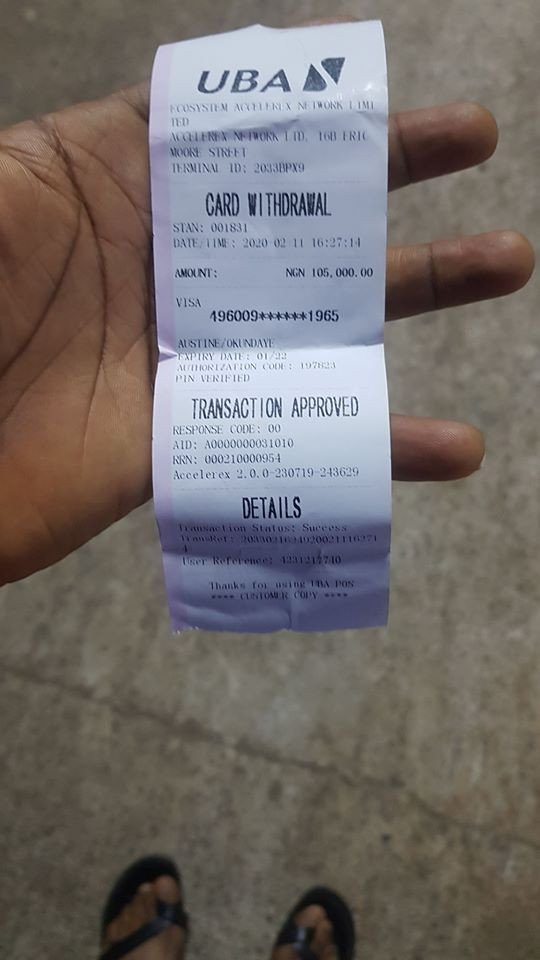 UBA
ECOSYSTEM ACCELEREX NETWORK LIMI
TED
ACCELEREX NETWORK LTD, 16B ERIC
MOORE STREET
TERMINAL ID: 2033BPX9
CARD WITHDRAWAL
STAN: 001831
DATE/TIME: 2020-02-11 16:27:14
AMOUNT: NGN 105,000.00
VISA
496009******1965
AUSTINE/OKUNDAYE
EXPIRY DATE: 01/22
AUTHORIZATION CODE: 197823
PIN VERIFIED
TRANSACTION APPROVED
RESPONSE CODE: 00
AID: A0000000031010
RRN: 000210000954
Accelerex 2.0.0-230719-243629
DETAILS
Transaction Status: Success
TransRef:
4
User Reference: 4231217740
Thanks for using UBA POS
**** CUSTOMER COPY ****